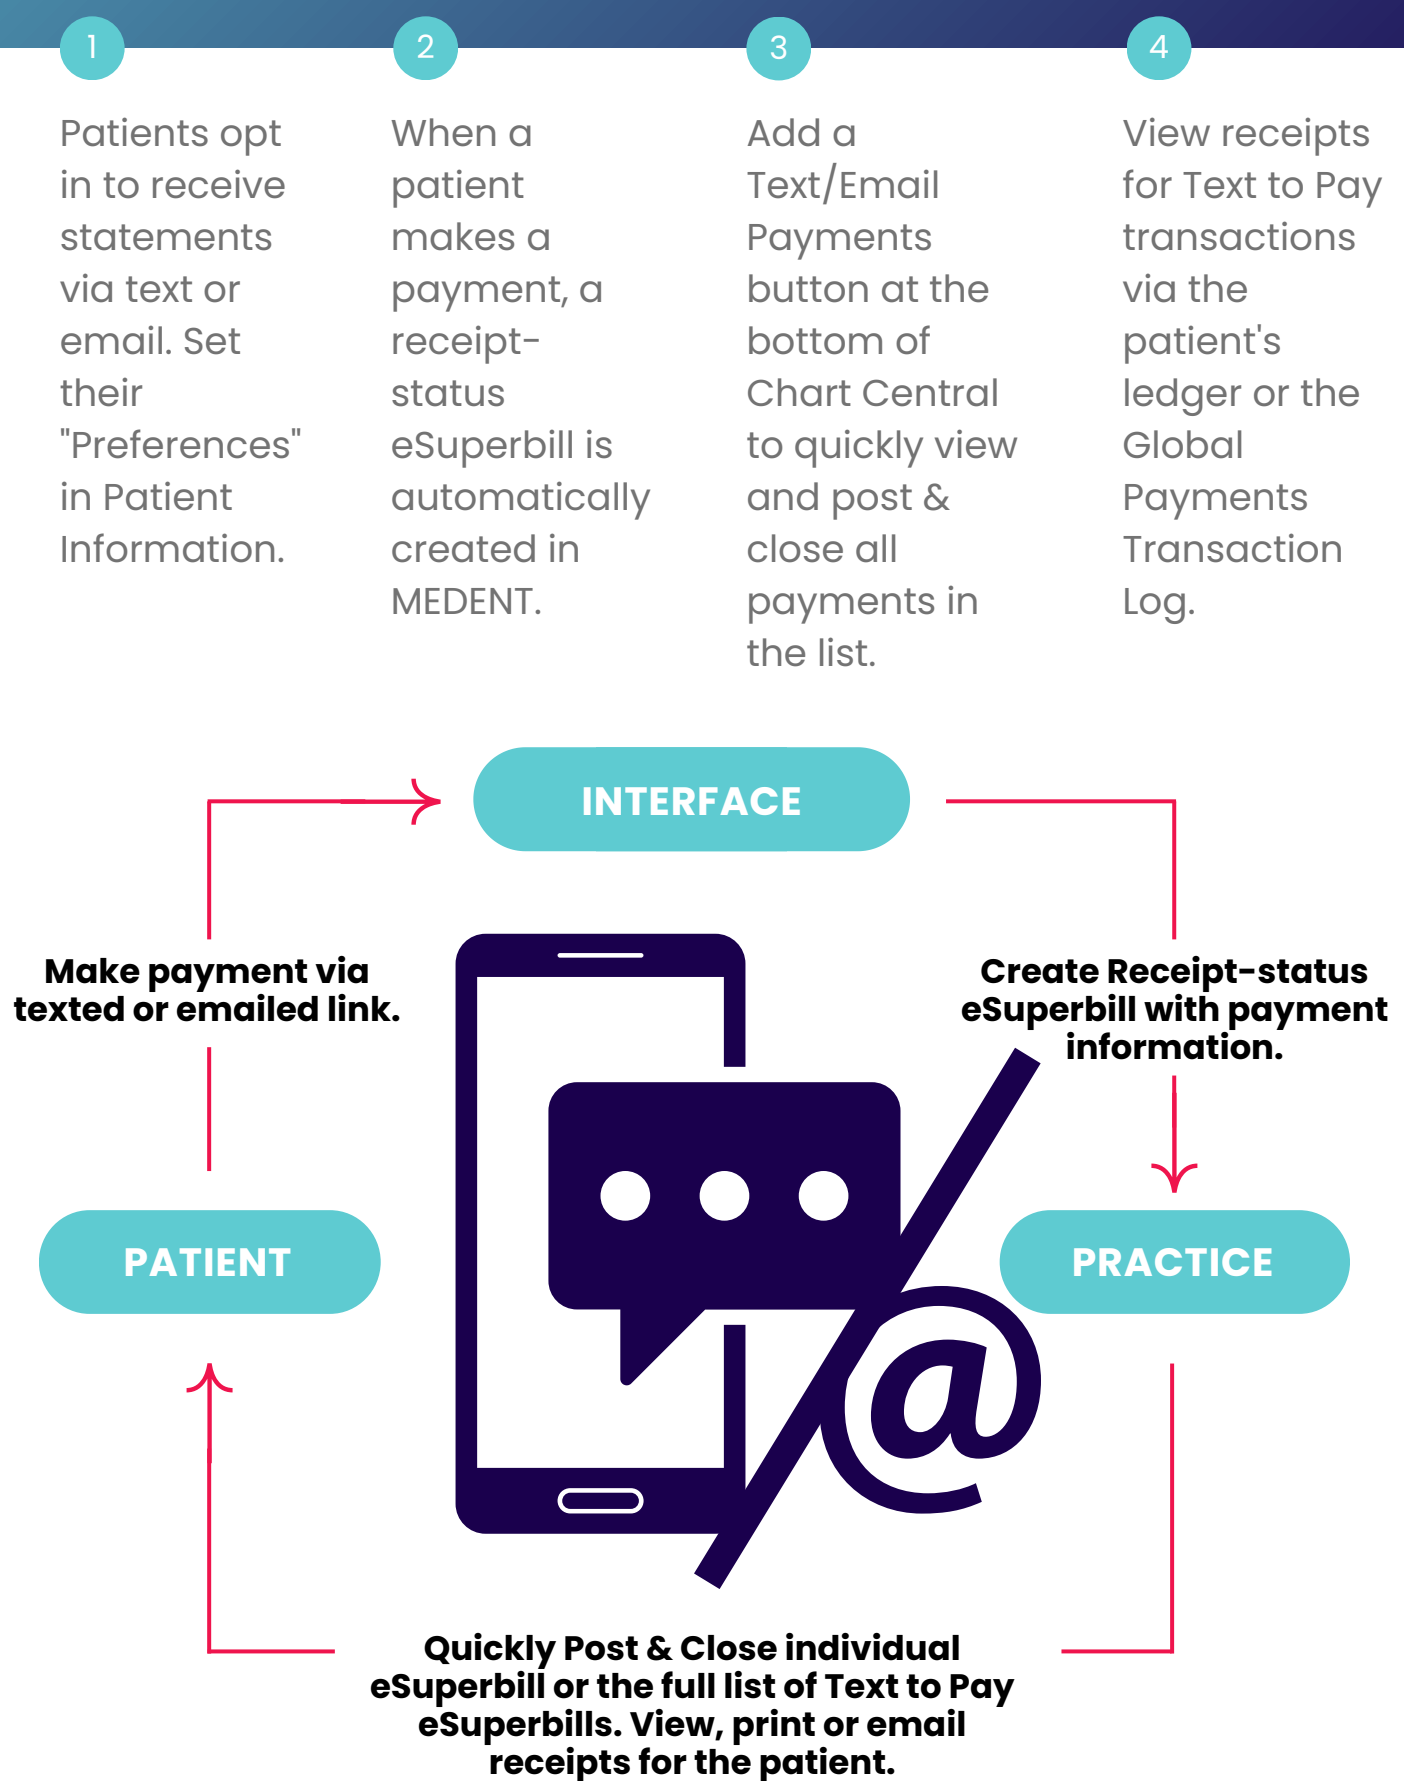 1
Patients opt
in to receive
statements
via text or
email. Set
their
"Preferences"
in Patient
Information.
2
When a
patient
makes a
payment, a
receipt-
status
eSuperbill is
automatically
created in
MEDENT.
3
Add a
Text/Email
Payments
button at the
bottom of
Chart Central
to quickly view
and post &
close all
payments in
the list.
4
View receipts
for Text to Pay
transactions
via the
patient's
ledger or the
Global
Payments
Transaction
Log.
INTERFACE
Make payment via
texted or emailed link.
Create Receipt-status
eSuperbill with payment
information.
PATIENT
PRACTICE
@
Quickly Post & Close individual
eSuperbill or the full list of Text to Pay
eSuperbills. View, print or email
receipts for the patient.